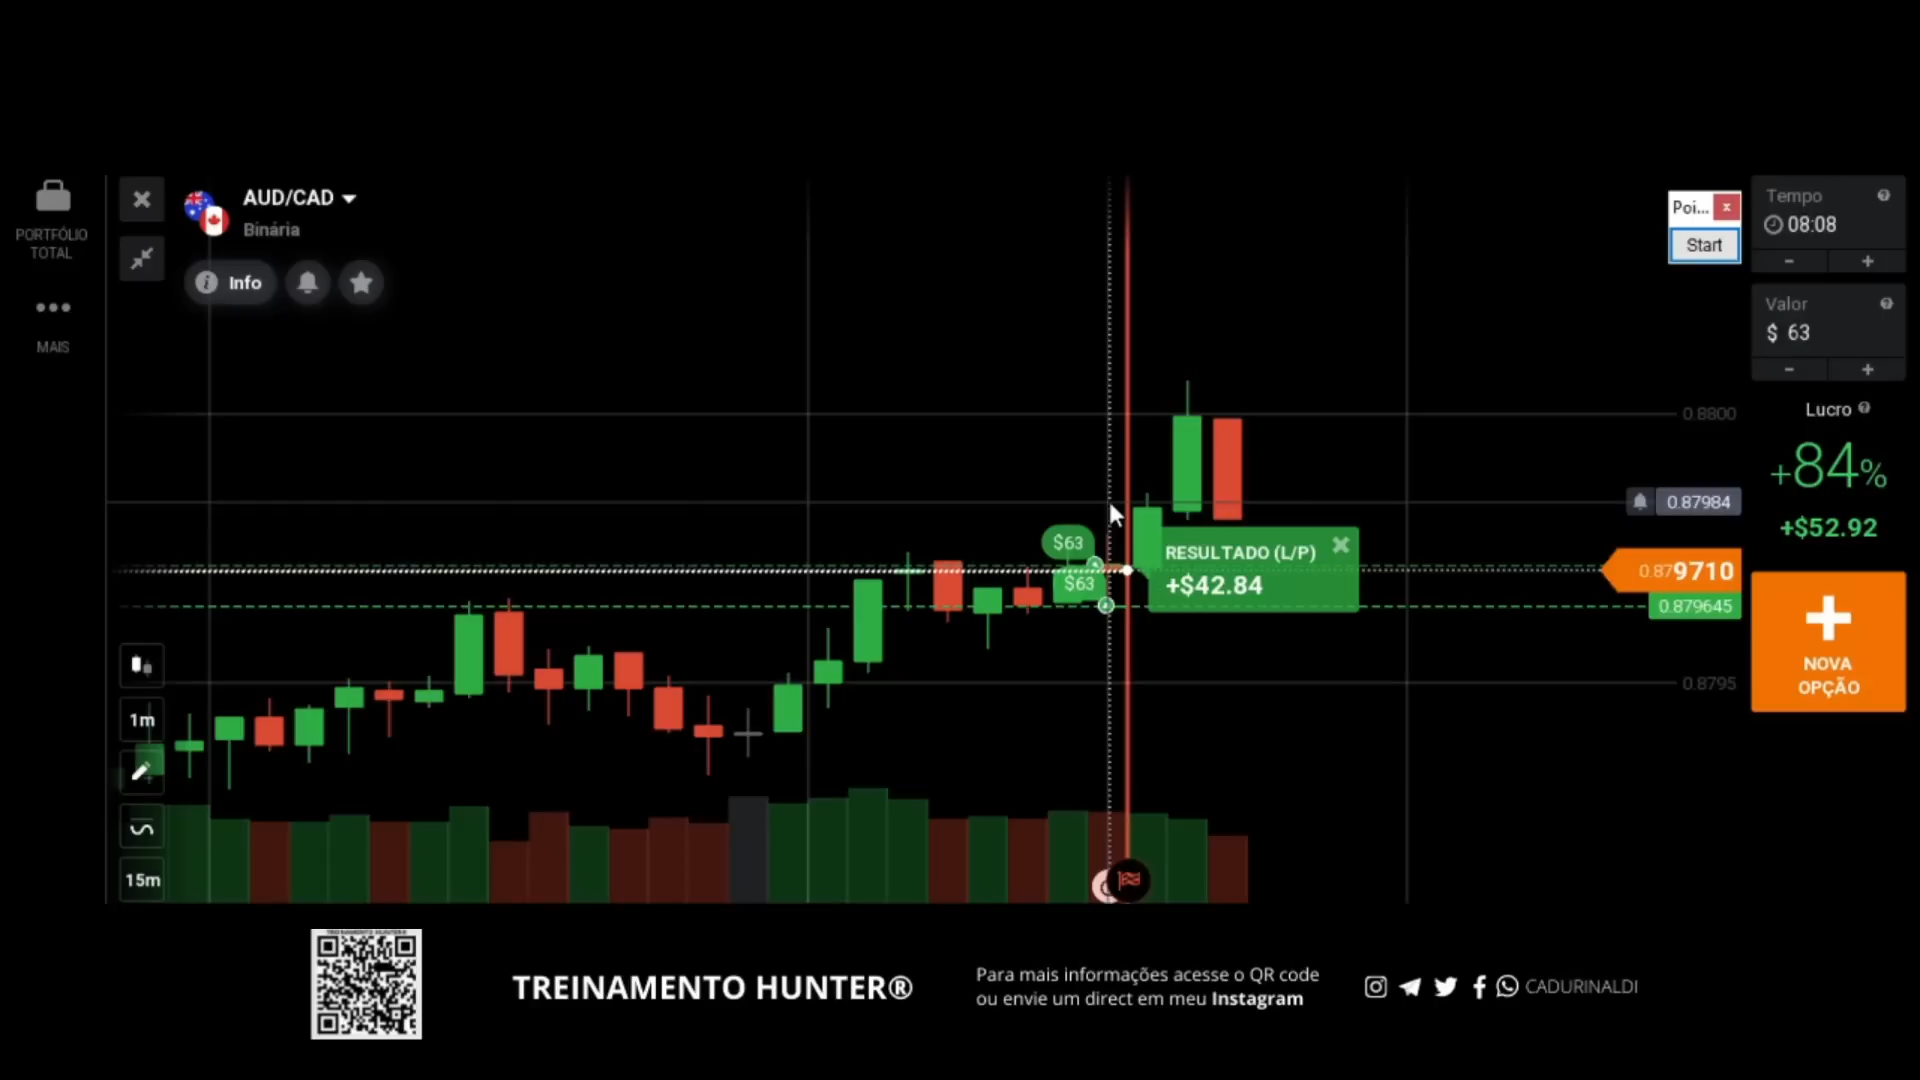 PORTFÓLIO
TOTAL
MAIS
AUD/CAD
Binária
Info
Poi...
x
Start
Tempo
08:08
-
+
Valor
$ 63
-
+
Lucro
+84%
+$52.92
0.8800
0.87984
0.879710
0.879645
0.8795
$63
$63
RESULTADO (L/P)
+$42.84
NOVA
OPÇÃO
1m
15m
TREINAMENTO HUNTER®
Para mais informações acesse o QR code
ou envie um direct em meu Instagram
CADURINALDI